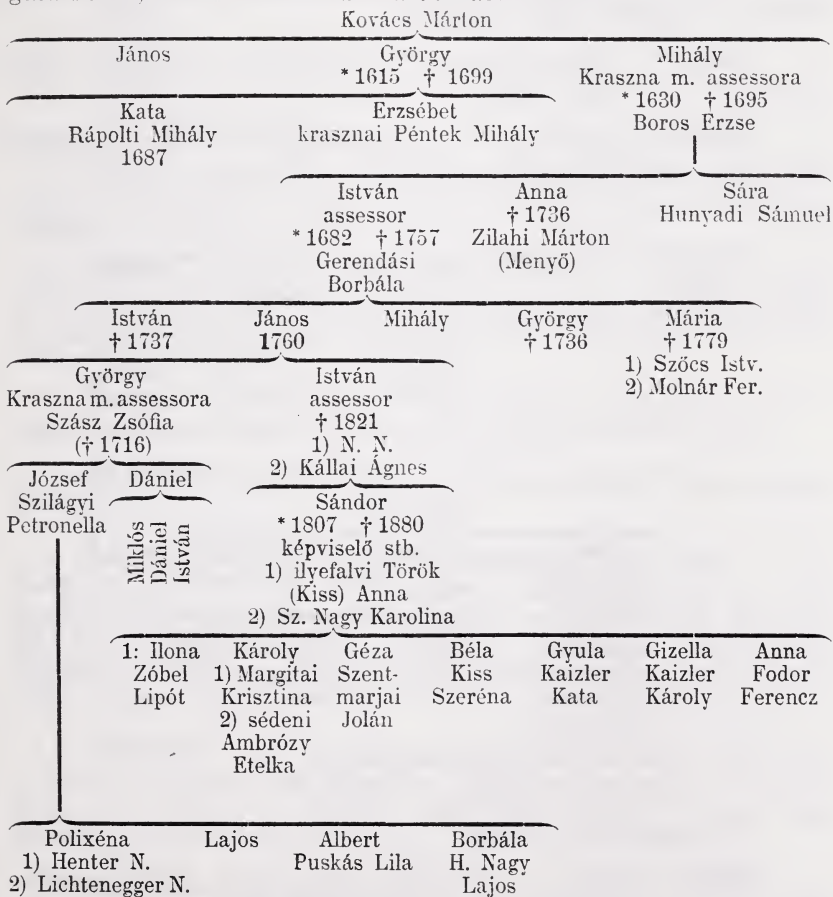 Kovács Márton
János György Mihály
* 1615 † 1699 Kraszna m. assessora
* 1630 † 1695
Boros Erzse
Kata Erzsébet
Rápolti Mihály krasznai Péntek Mihály
1687
István Anna Sára
assessor † 1736 Hunyadi Sámuel
* 1682 † 1757 Zilahi Márton
Gerendási (Menyő)
Borbála
István János Mihály György Mária
† 1737 1760 † 1736 † 1779
1) Szőcs Istv.
2) Molnár Fer.
György István
Kraszna m. assessora assessor
Szász Zsófia † 1821
(† 1716) 1) N. N.
2) Kállai Ágnes
József Dániel Sándor
Szilágyi * 1807 † 1880
Petronella képviselő stb.
Miklós
Dániel
István
1) ilyefalvi Török
(Kiss) Anna
2) Sz. Nagy Karolina
1: Ilona Károly Géza Béla Gyula Gizella Anna
Zóbel 1) Margitai Szent- Kiss Kaizler Kaizler Fodor
Lipót Krisztina marjai Szeréna Kata Károly Ferencz
2) sédeni Jolán
Ambrózy
Etelka
Polixéna Lajos Albert Borbála
1) Henter N. Puskás Lila H. Nagy
2) Lichtenegger N. Lajos